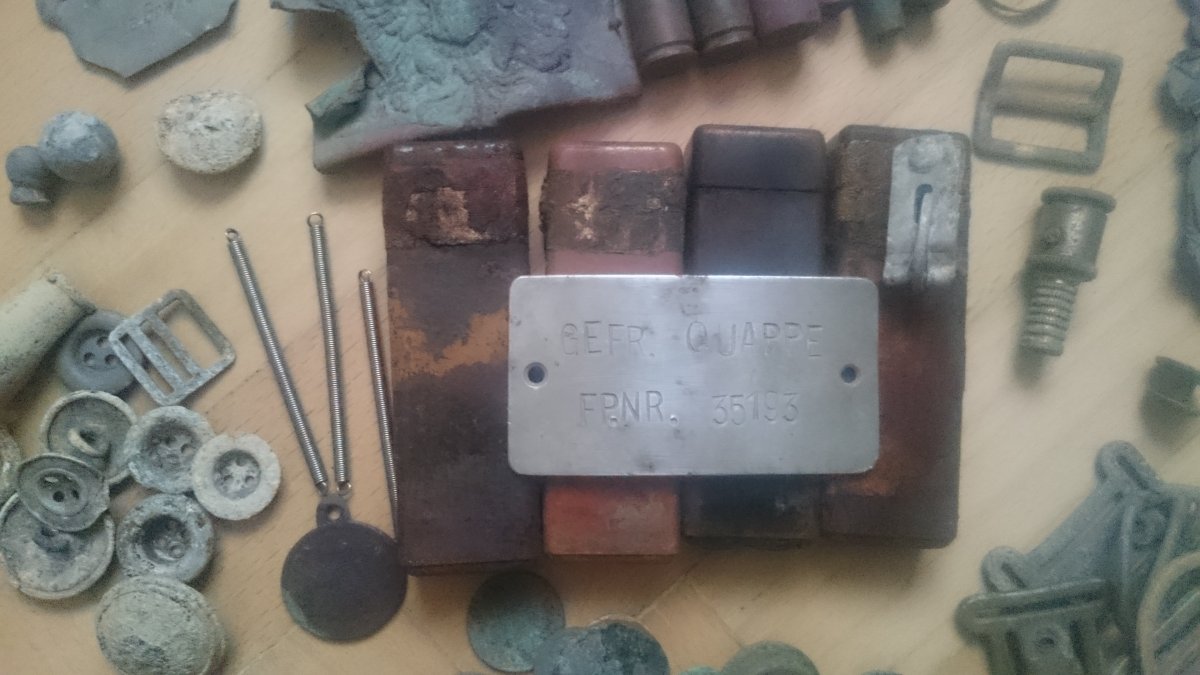 GEFR. QUAPPE
FP.NR. 35193